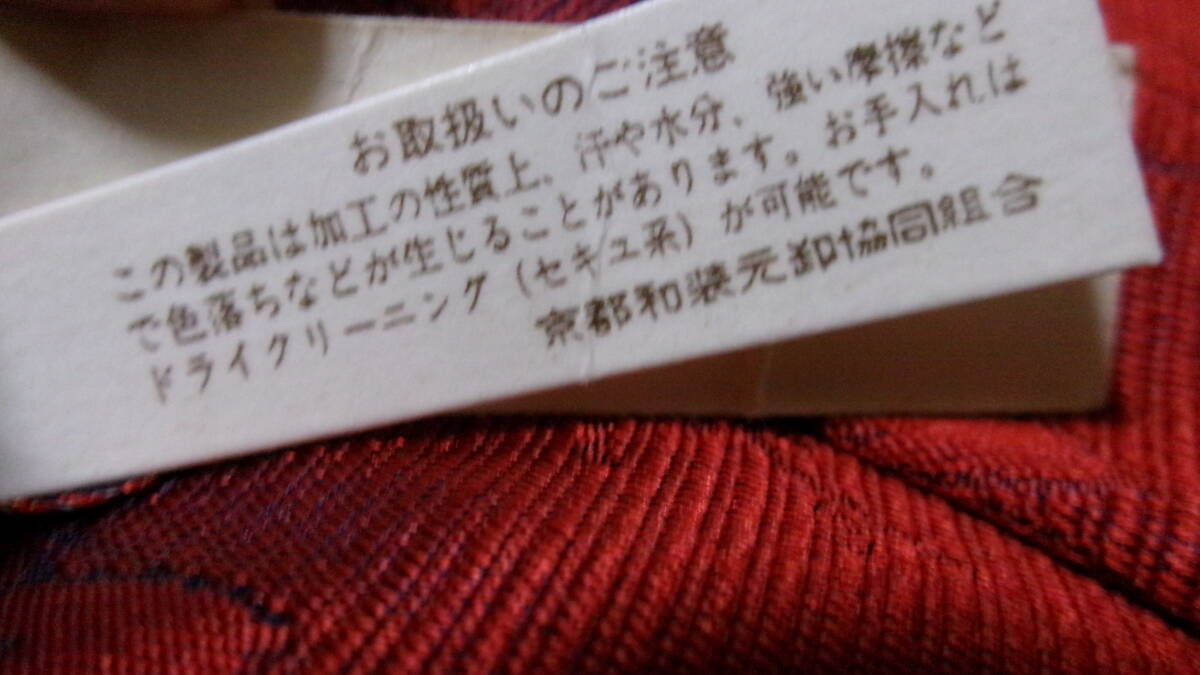 お取扱いのご注意
この製品は加工の性質上、汗や水分、強い摩擦など
で色落ちなどが生じることがあります。お手入れは
ドライクリーニング（セキユ系）が可能です。
京都和装元卸協同組合